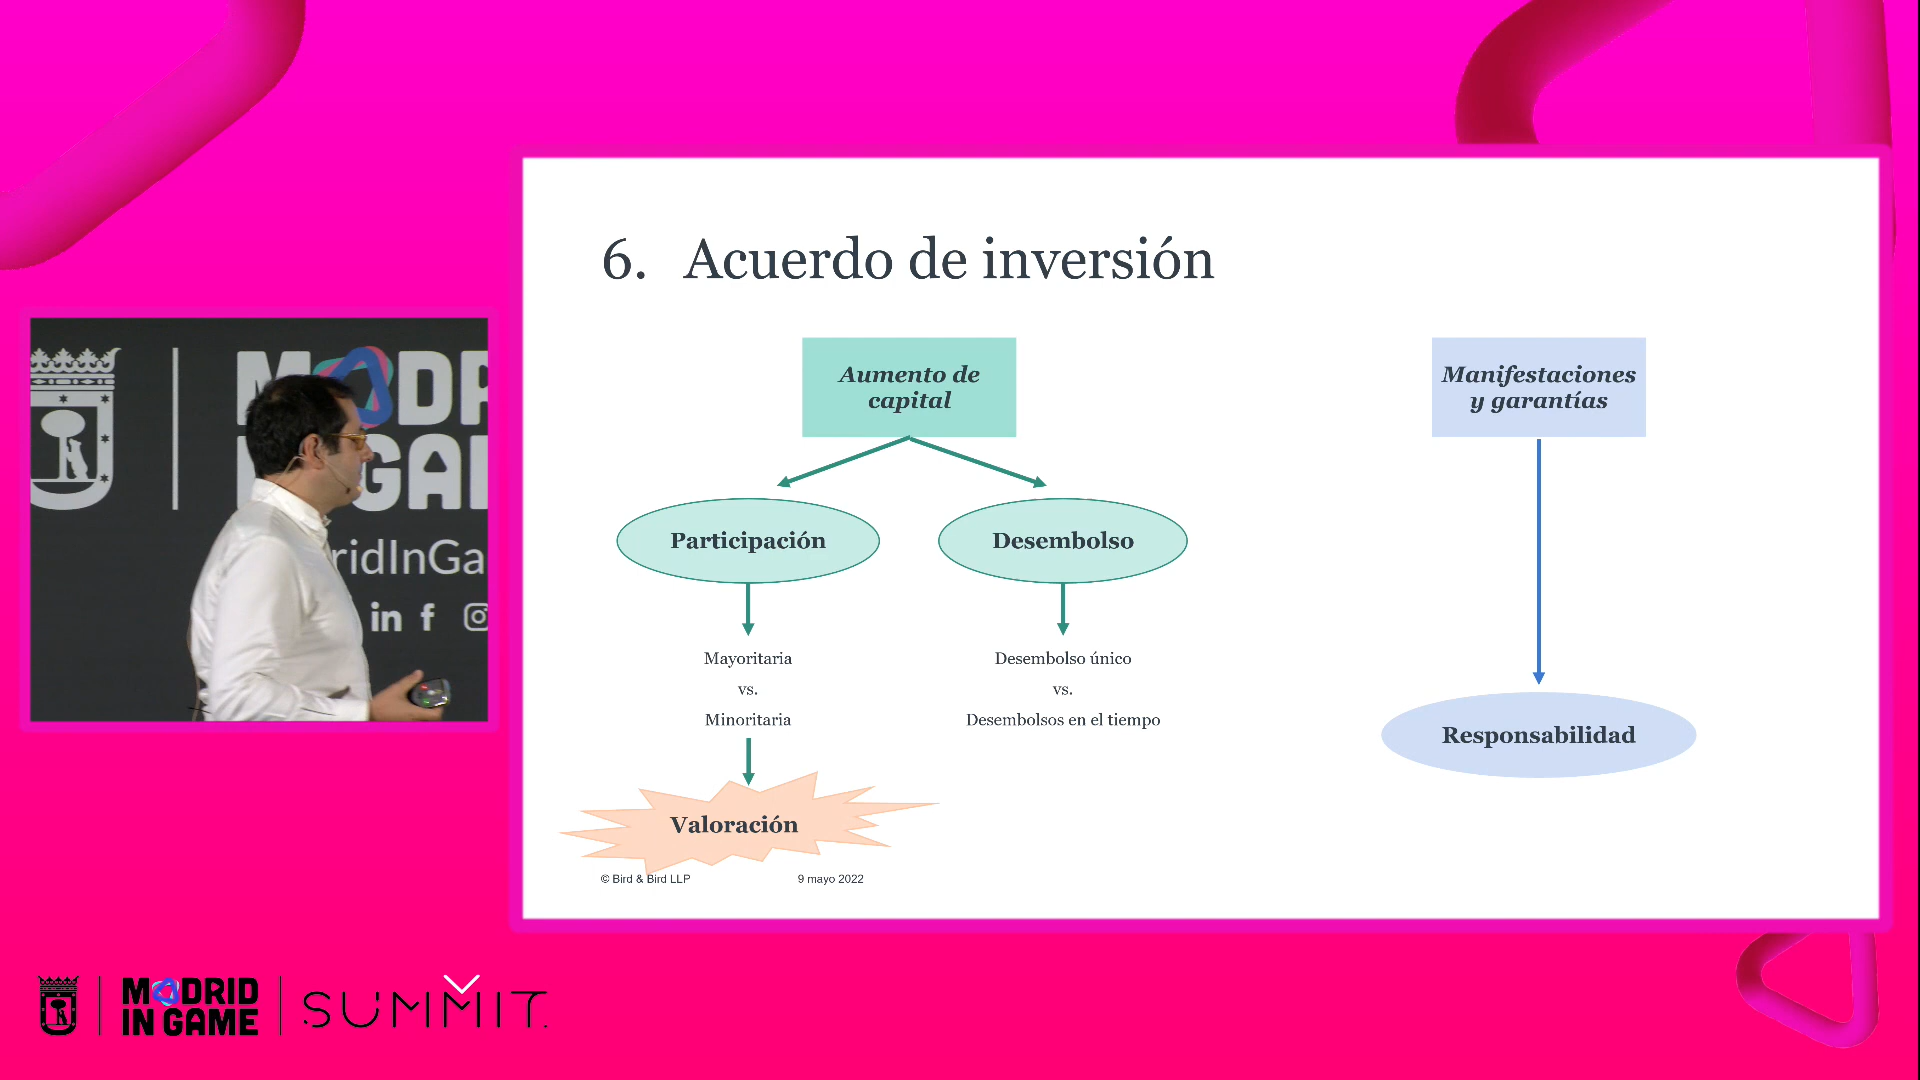 6. Acuerdo de inversión
Aumento de
capital
Manifestaciones
y garantías
Participación
Desembolso
Mayoritaria
vs.
Minoritaria
Desembolso único
vs.
Desembolsos en el tiempo
Responsabilidad
Valoración
© Bird & Bird LLP
9 mayo 2022
ridInGa
in f
MADRID
IN GAME
SUMMIT